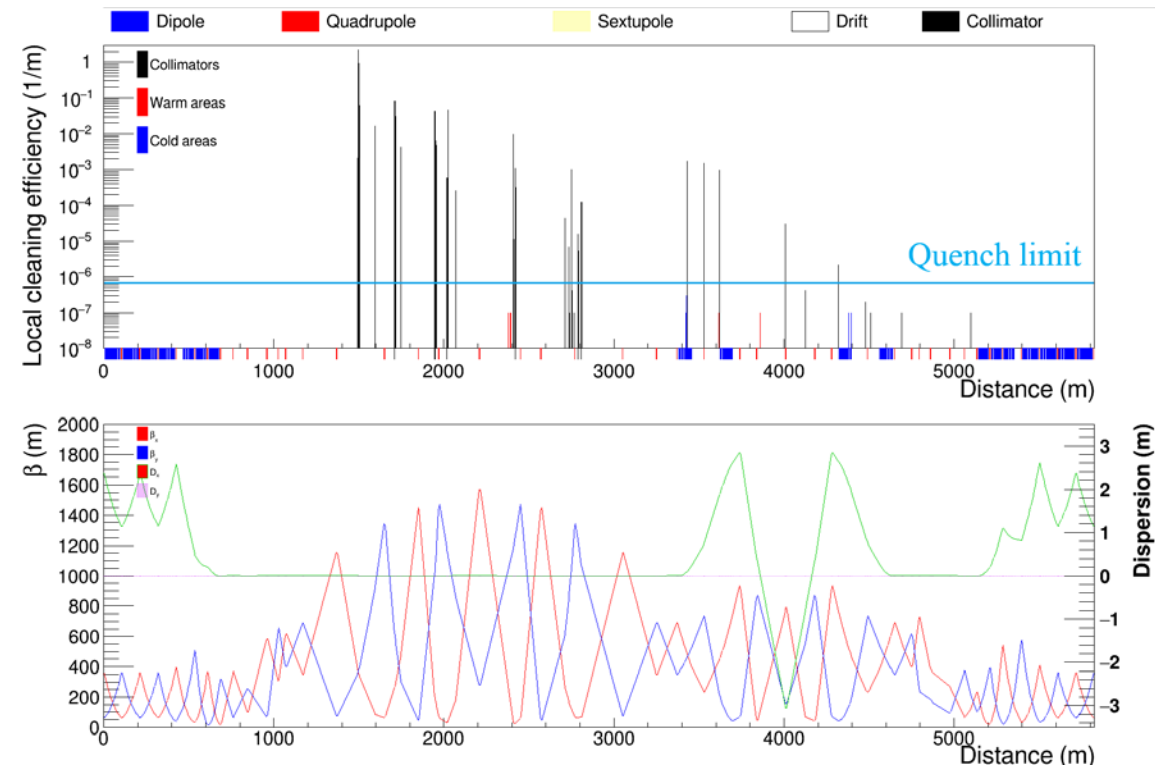 Dipole Quadrupole Sextupole Drift Collimator
Local cleaning efficiency (1/m)
1
10⁻¹
10⁻²
10⁻³
10⁻⁴
10⁻⁵
10⁻⁶
10⁻⁷
10⁻⁸
Collimators
Warm areas
Cold areas
Quench limit
0 1000 2000 3000 4000 5000
Distance (m)
β (m)
2000
1800
1600
1400
1200
1000
800
600
400
200
0
βₓ
βᵧ
Dₓ
Dᵧ
3
2
1
0
−1
−2
−3
Dispersion (m)
0 1000 2000 3000 4000 5000
Distance (m)